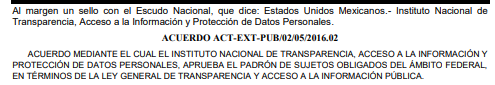 Al margen un sello con el Escudo Nacional, que dice: Estados Unidos Mexicanos.- Instituto Nacional de
Transparencia, Acceso a la Información y Protección de Datos Personales.
ACUERDO ACT-EXT-PUB/02/05/2016.02
ACUERDO MEDIANTE EL CUAL EL INSTITUTO NACIONAL DE TRANSPARENCIA, ACCESO A LA INFORMACIÓN Y
PROTECCIÓN DE DATOS PERSONALES, APRUEBA EL PADRÓN DE SUJETOS OBLIGADOS DEL ÁMBITO FEDERAL,
EN TÉRMINOS DE LA LEY GENERAL DE TRANSPARENCIA Y ACCESO A LA INFORMACIÓN PÚBLICA.